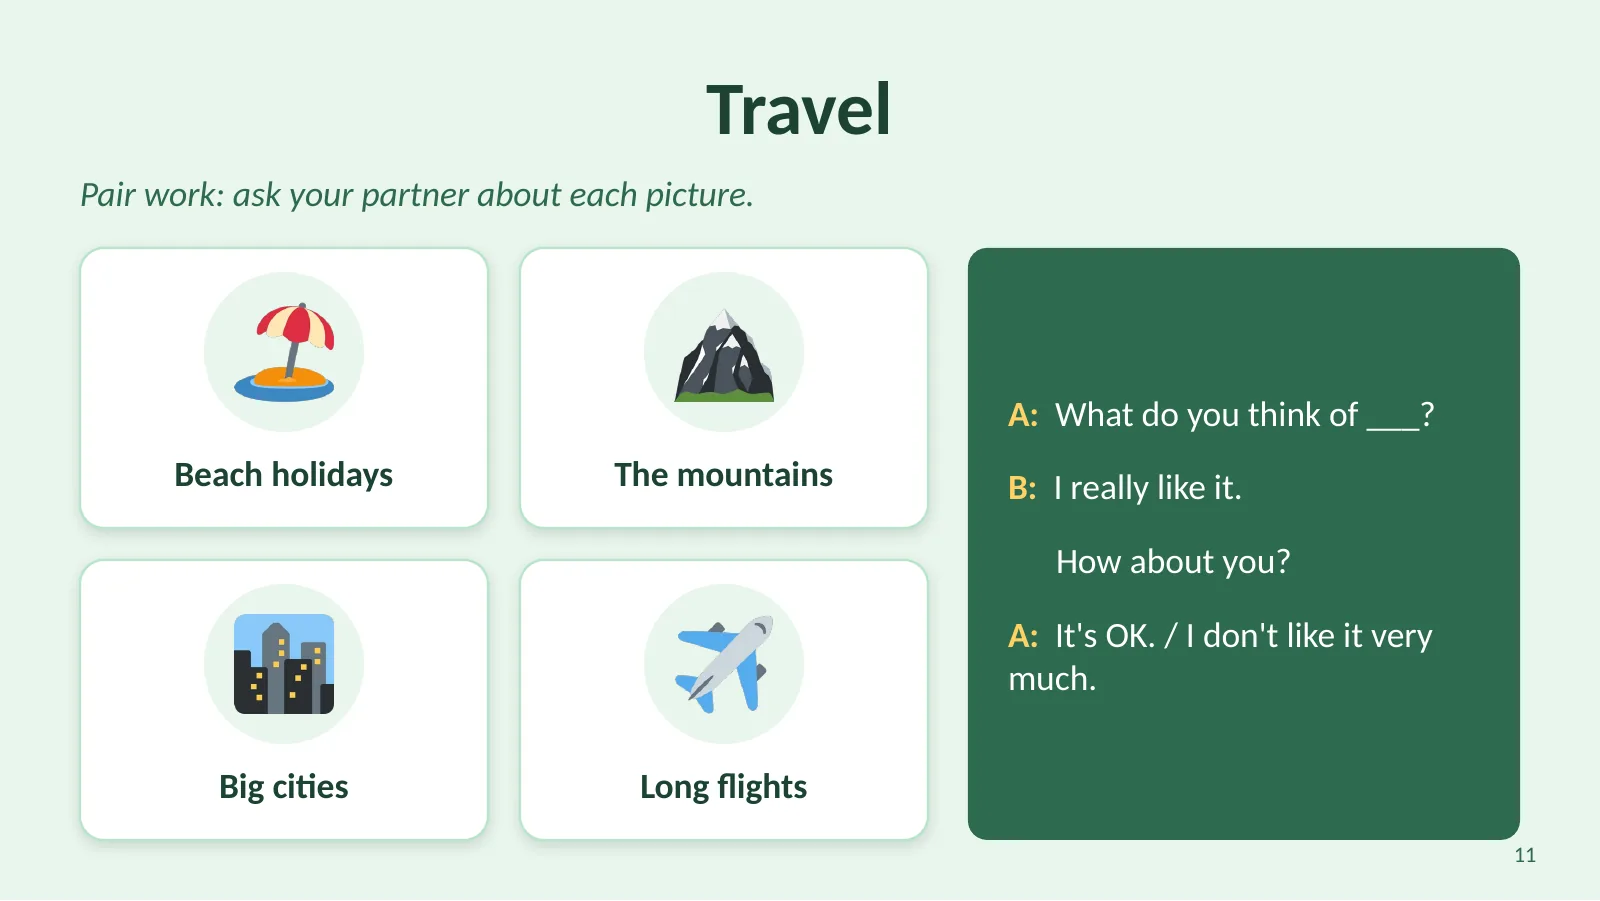 Travel
Pair work: ask your partner about each picture.
Beach holidays
The mountains
Big cities
Long flights
A: What do you think of ___?
B: I really like it.
How about you?
A: It's OK. / I don't like it very
much.
11